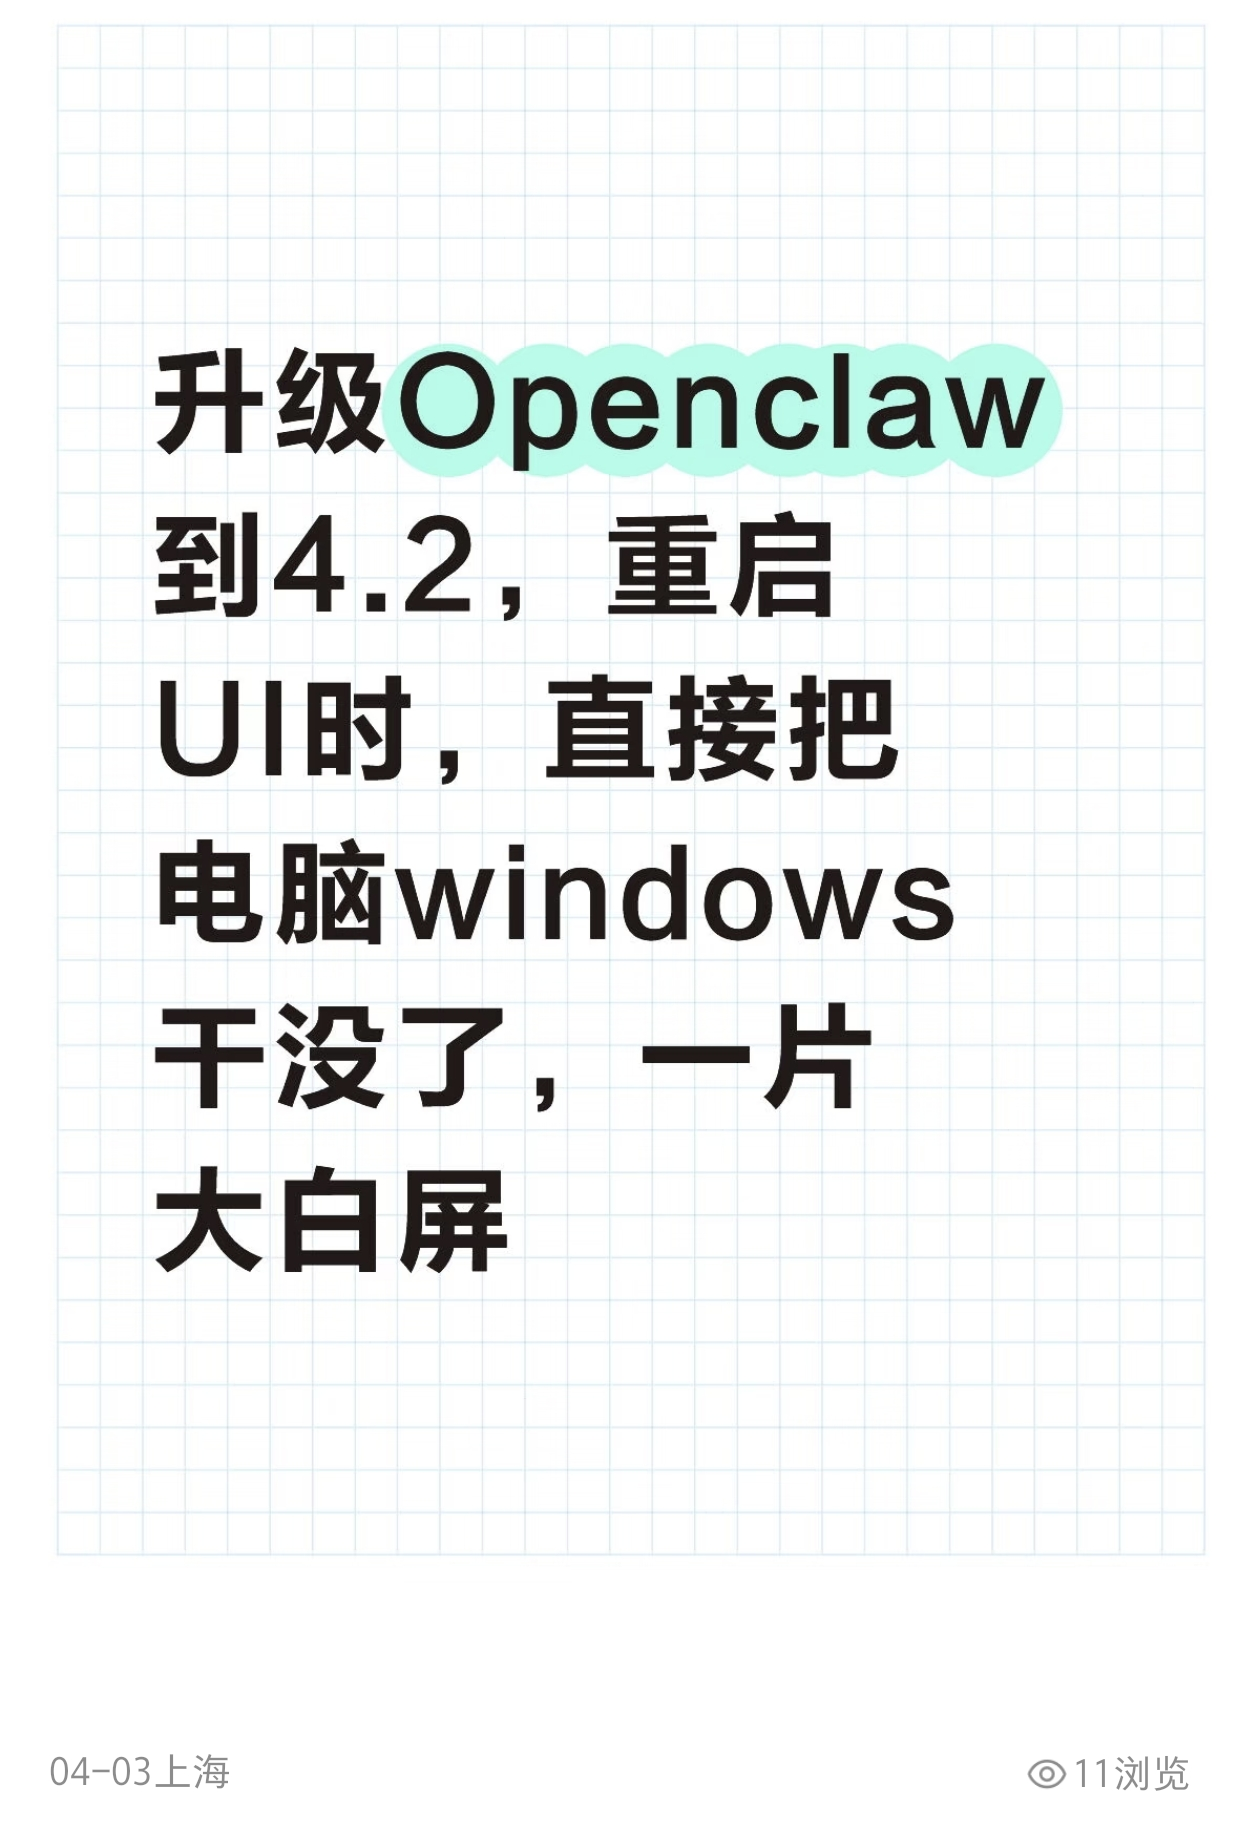 升级Openclaw
到4.2，重启
UI时，直接把
电脑windows
干没了，一片
大白屏
04-03上海
11浏览